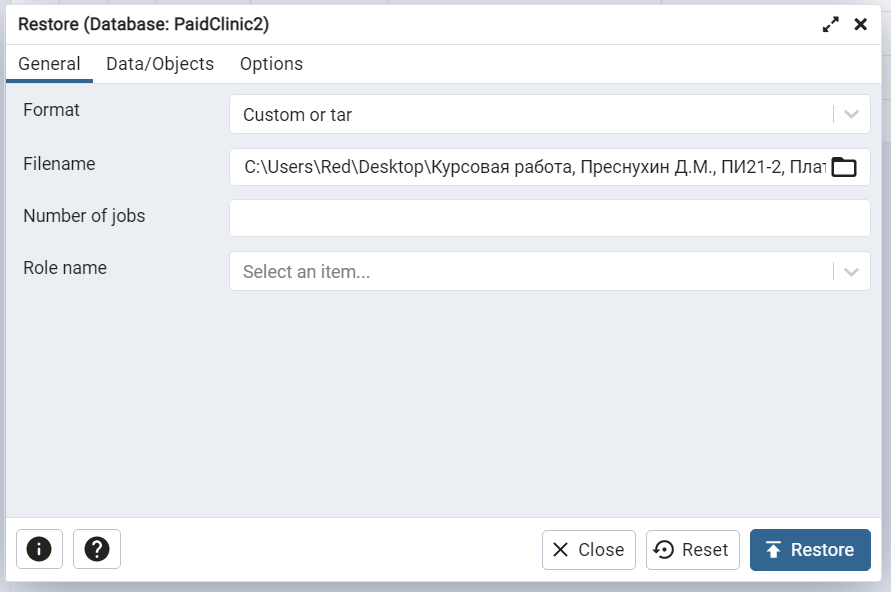 Restore (Database: PaidClinic2)
General Data/Objects Options
Format
Custom or tar
Filename
C:\Users\Red\Desktop\Курсовая работа, Преснухин Д.М., ПИ21-2, Плат
Number of jobs
Role name
Select an item...
Close Reset Restore